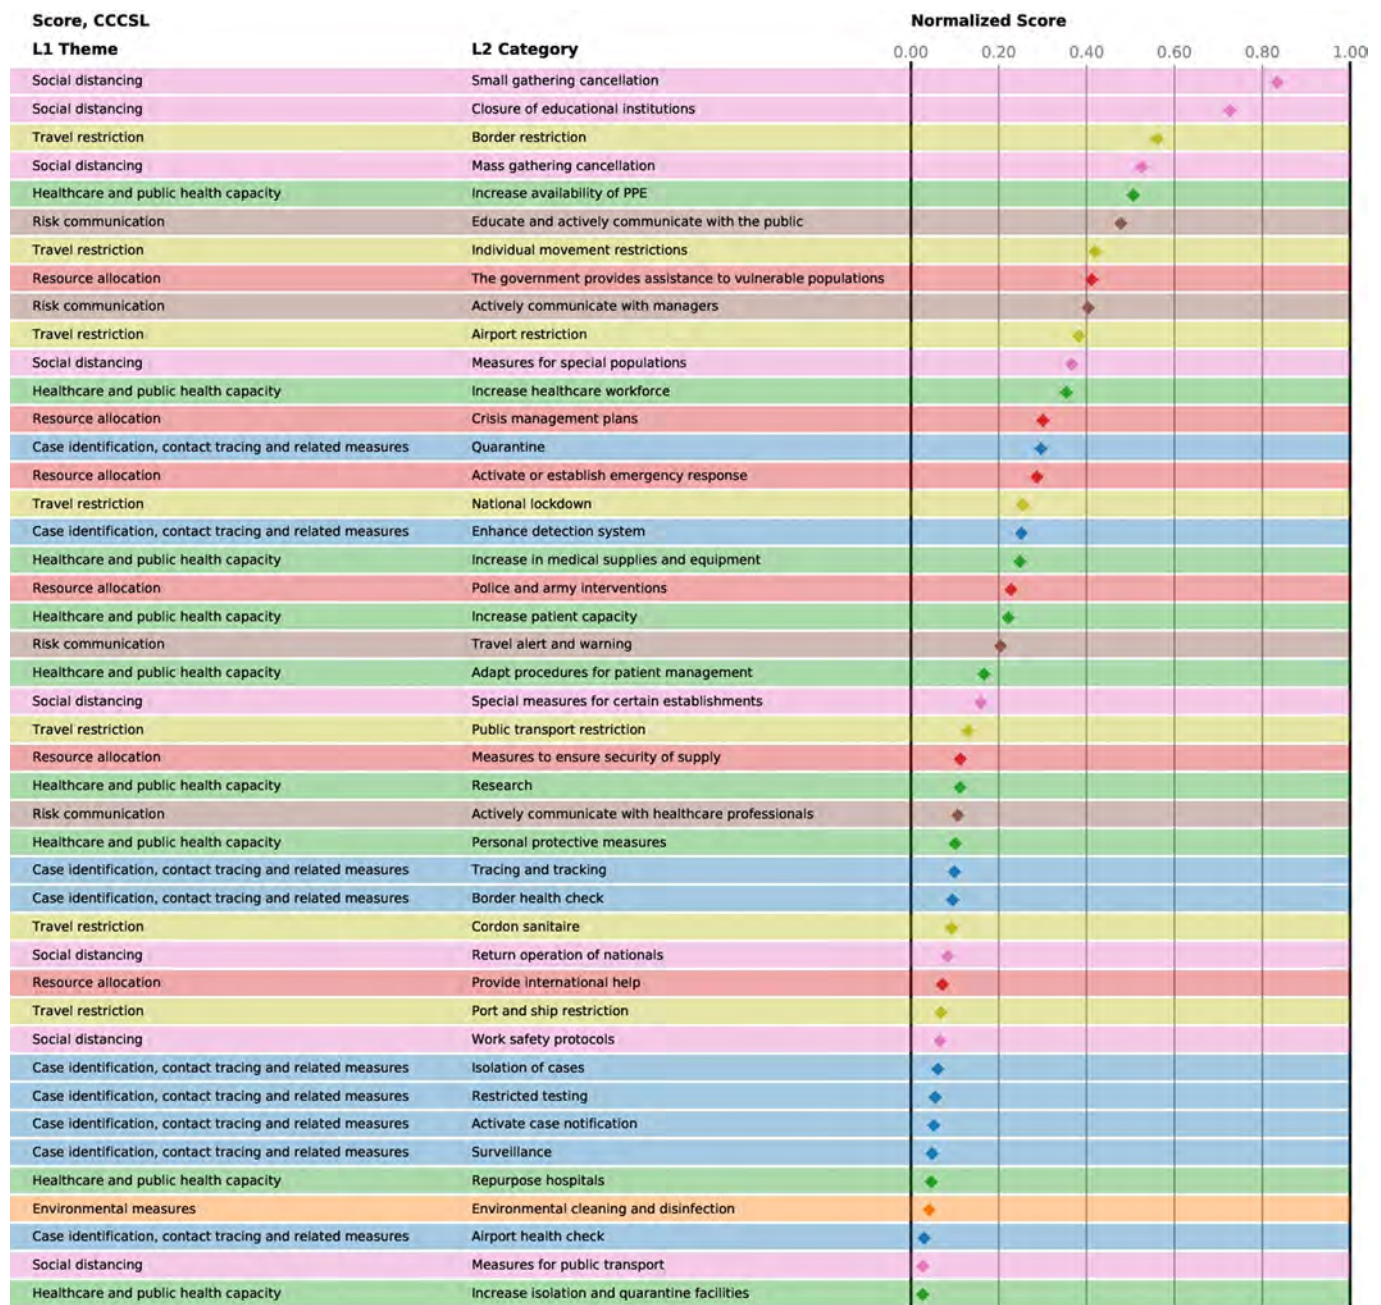 Score, CCCSL Normalized Score
L1 Theme L2 Category 0.00 0.20 0.40 0.60 0.80 1.00
Social distancing Small gathering cancellation
Social distancing Closure of educational institutions
Travel restriction Border restriction
Social distancing Mass gathering cancellation
Healthcare and public health capacity Increase availability of PPE
Risk communication Educate and actively communicate with the public
Travel restriction Individual movement restrictions
Resource allocation The government provides assistance to vulnerable populations
Risk communication Actively communicate with managers
Travel restriction Airport restriction
Social distancing Measures for special populations
Healthcare and public health capacity Increase healthcare workforce
Resource allocation Crisis management plans
Case identification, contact tracing and related measures Quarantine
Resource allocation Activate or establish emergency response
Travel restriction National lockdown
Case identification, contact tracing and related measures Enhance detection system
Healthcare and public health capacity Increase in medical supplies and equipment
Resource allocation Police and army interventions
Healthcare and public health capacity Increase patient capacity
Risk communication Travel alert and warning
Healthcare and public health capacity Adapt procedures for patient management
Social distancing Special measures for certain establishments
Travel restriction Public transport restriction
Resource allocation Measures to ensure security of supply
Healthcare and public health capacity Research
Risk communication Actively communicate with healthcare professionals
Healthcare and public health capacity Personal protective measures
Case identification, contact tracing and related measures Tracing and tracking
Case identification, contact tracing and related measures Border health check
Travel restriction Cordon sanitaire
Social distancing Return operation of nationals
Resource allocation Provide international help
Travel restriction Port and ship restriction
Social distancing Work safety protocols
Case identification, contact tracing and related measures Isolation of cases
Case identification, contact tracing and related measures Restricted testing
Case identification, contact tracing and related measures Activate case notification
Case identification, contact tracing and related measures Surveillance
Healthcare and public health capacity Repurpose hospitals
Environmental measures Environmental cleaning and disinfection
Case identification, contact tracing and related measures Airport health check
Social distancing Measures for public transport
Healthcare and public health capacity Increase isolation and quarantine facilities